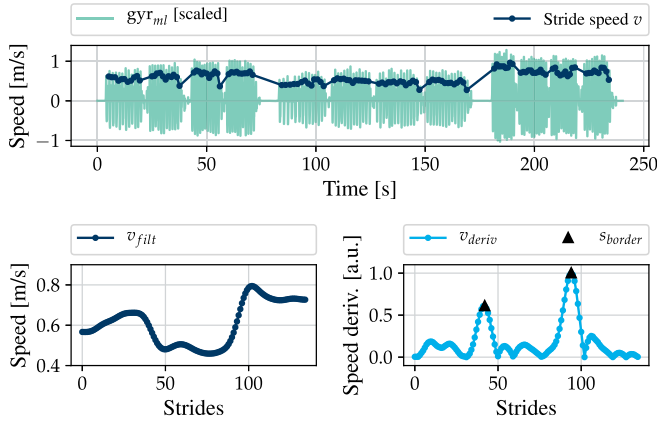 gyr_ml [scaled] Stride speed v
Speed [m/s]
1
0
−1
0 50 100 150 200 250
Time [s]
v_filt
Speed [m/s]
0.8
0.6
0.4
0 50 100
Strides
v_deriv s_border
Speed deriv. [a.u.]
1.0
0.5
0.0
0 50 100
Strides